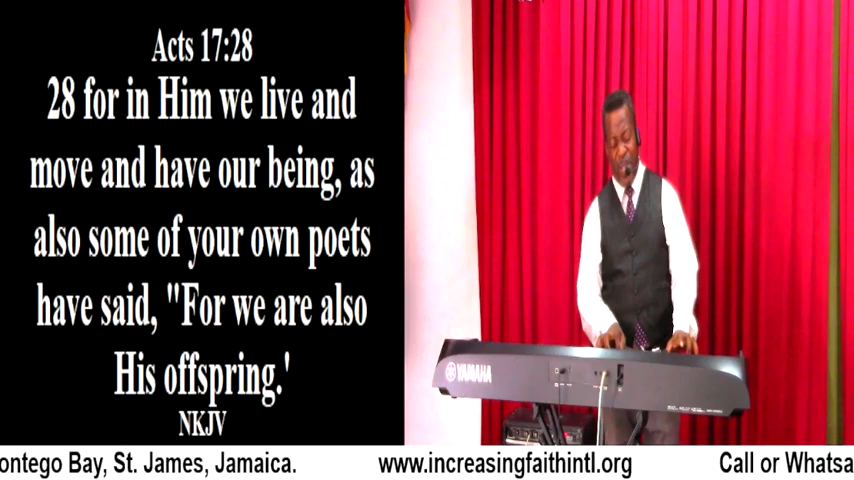 Acts 17:28
28 for in Him we live and
move and have our being, as
also some of your own poets
have said, "For we are also
His offspring.'
NKJV
YAMAHA
ontego Bay, St. James, Jamaica. www.increasingfaithintl.org Call or Whatsa